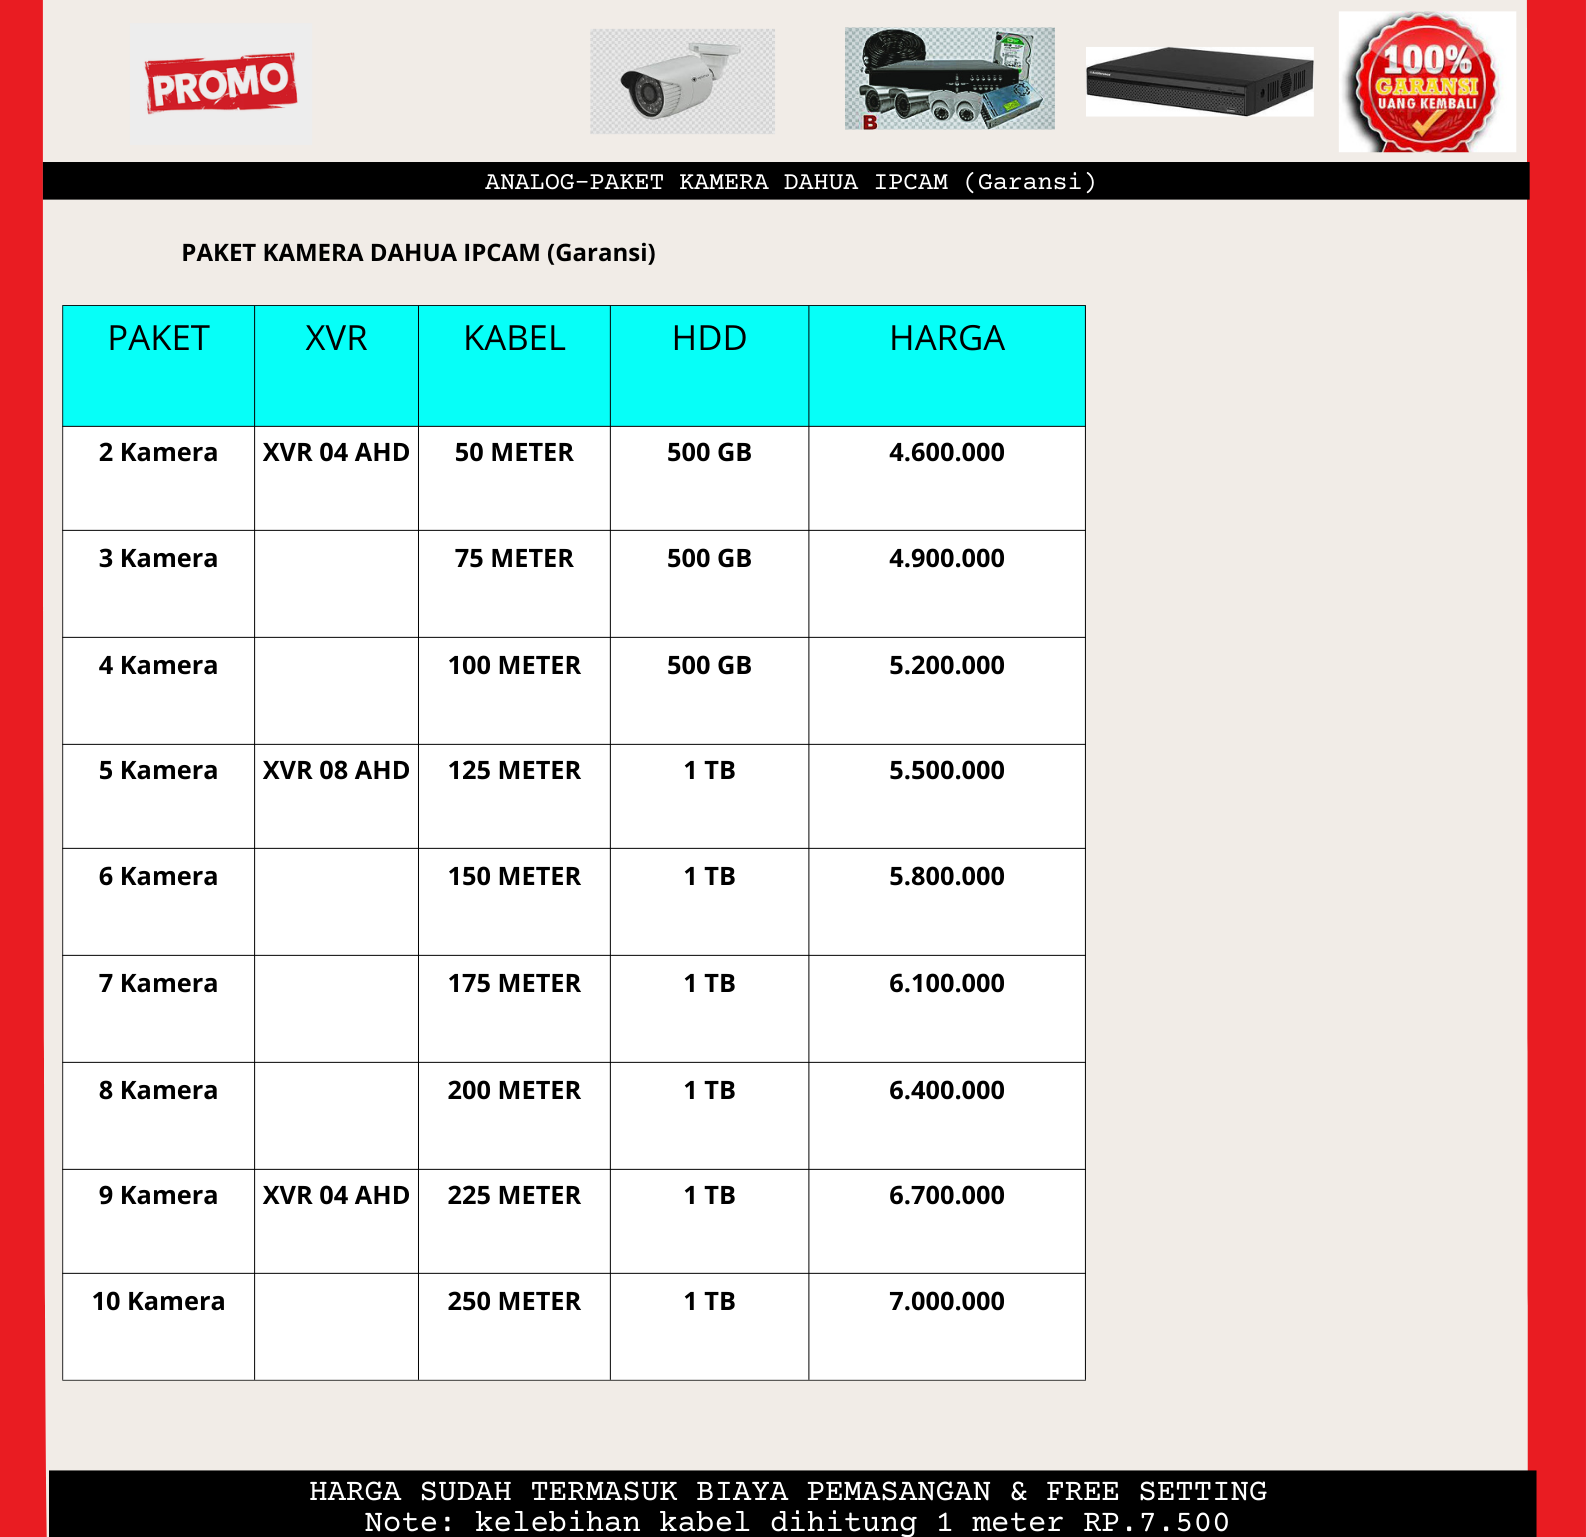 PROMO
B
100%
GARANSI
UANG KEMBALI
ANALOG-PAKET KAMERA DAHUA IPCAM (Garansi)
PAKET KAMERA DAHUA IPCAM (Garansi)
PAKET XVR KABEL HDD HARGA
2 Kamera XVR 04 AHD 50 METER 500 GB 4.600.000
3 Kamera 75 METER 500 GB 4.900.000
4 Kamera 100 METER 500 GB 5.200.000
5 Kamera XVR 08 AHD 125 METER 1 TB 5.500.000
6 Kamera 150 METER 1 TB 5.800.000
7 Kamera 175 METER 1 TB 6.100.000
8 Kamera 200 METER 1 TB 6.400.000
9 Kamera XVR 04 AHD 225 METER 1 TB 6.700.000
10 Kamera 250 METER 1 TB 7.000.000
HARGA SUDAH TERMASUK BIAYA PEMASANGAN & FREE SETTING
Note: kelebihan kabel dihitung 1 meter RP.7.500